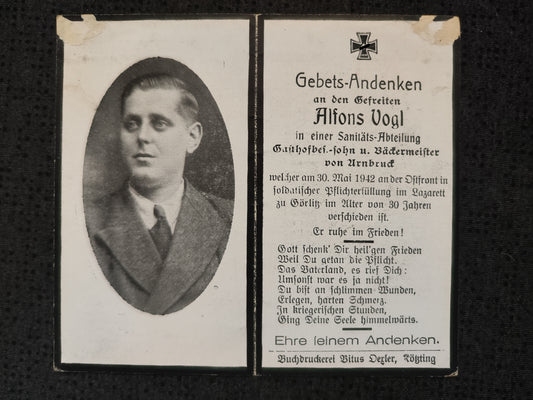 Gebets-Andenken
an den Gefreiten
Alfons Vogl
in einer Sanitäts-Abteilung
Gasthofbes.-sohn u. Bäckermeister
von Arnbruck
welcher am 30. Mai 1942 an der Ostfront in
soldatischer Pflichterfüllung im Lazarett
zu Görlitz im Alter von 30 Jahren
verschieden ist.
Er ruhe im Frieden!
Gott schenk' Dir heil'gen Frieden
Weil Du getan die Pflicht.
Das Vaterland, es rief Dich:
Umsonst war es ja nicht!
Du bist an schlimmen Wunden,
Erlegen, harten Schmerz.
In kriegerischen Stunden,
Ging Deine Seele himmelwärts.
Ehre seinem Andenken.
Buchdruckerei Vitus Oexler, Kötzting